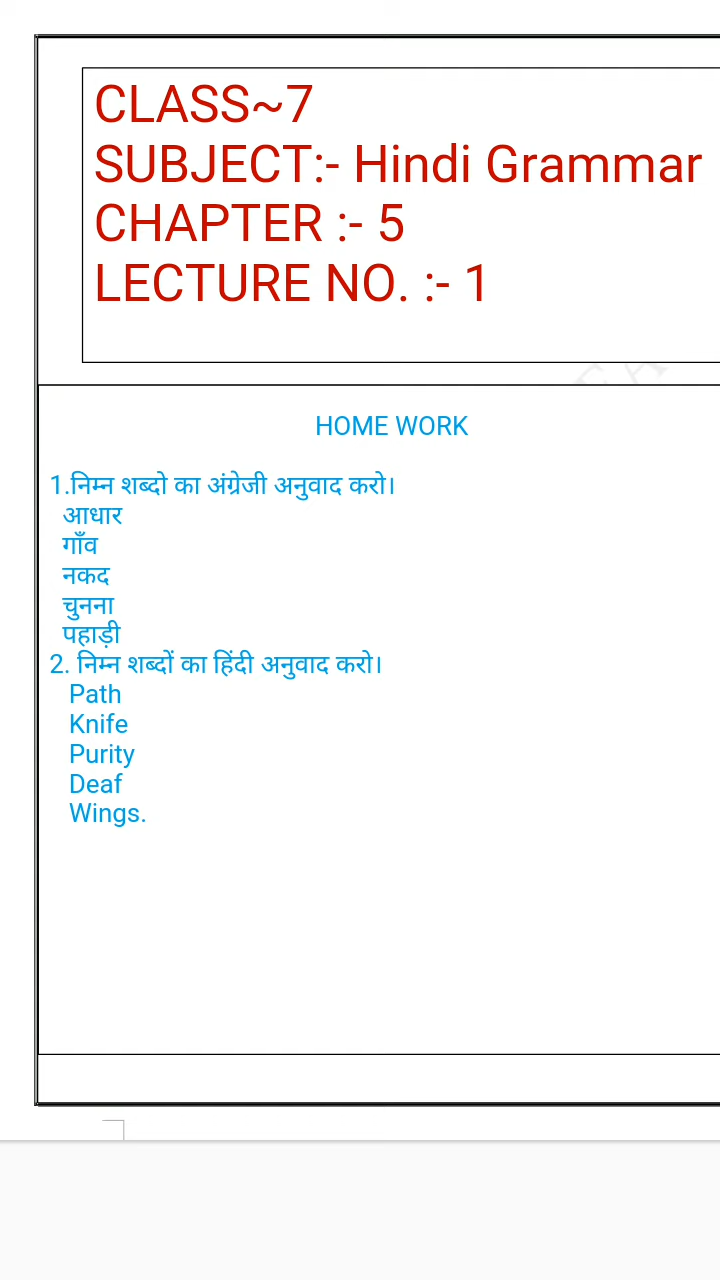 CLASS~7
SUBJECT:- Hindi Grammar
CHAPTER :- 5
LECTURE NO. :- 1
HOME WORK
1.निम्न शब्दो का अंग्रेजी अनुवाद करो।
आधार
गाँव
नकद
चुनना
पहाड़ी
2. निम्न शब्दों का हिंदी अनुवाद करो।
Path
Knife
Purity
Deaf
Wings.